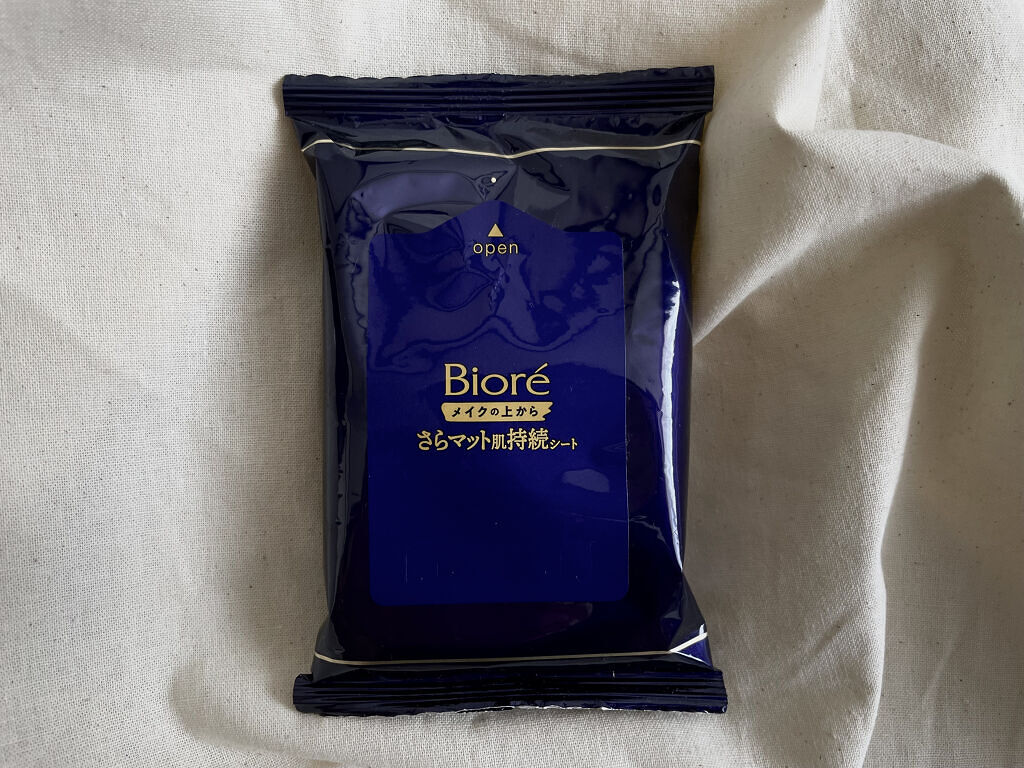 open
Bioré
メイクの上から
さらマット肌持続シート